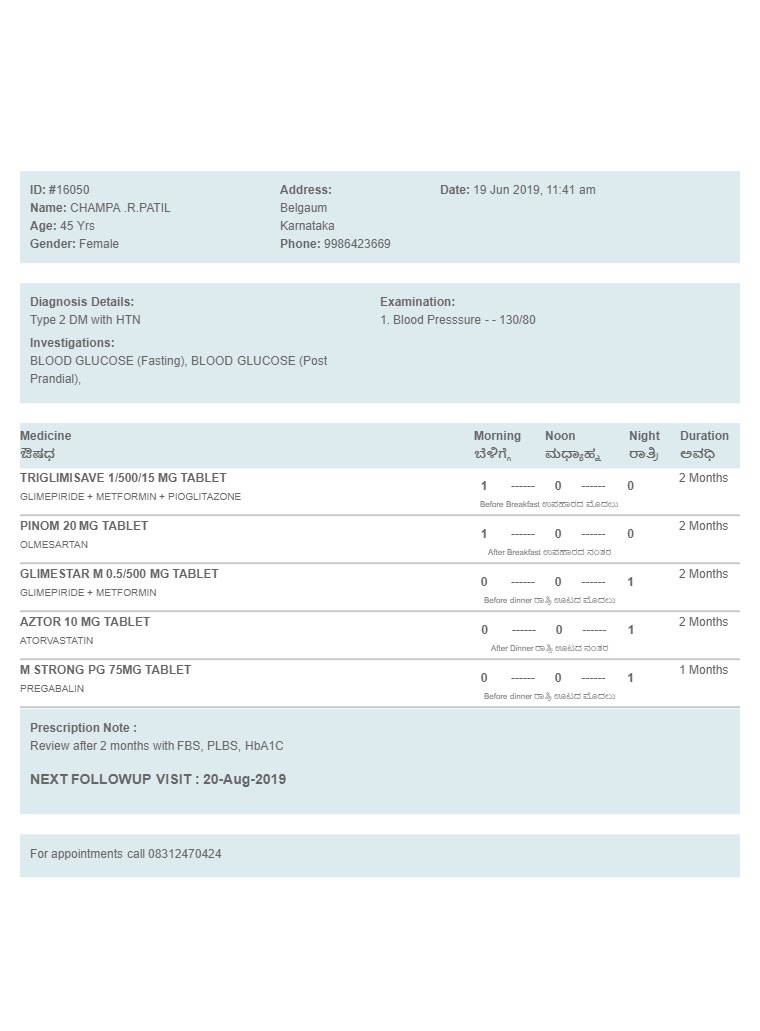 ID: #16050
Name: CHAMPA .R.PATIL
Age: 45 Yrs
Gender: Female
Address:
Belgaum
Karnataka
Phone: 9986423669
Date: 19 Jun 2019, 11:41 am
Diagnosis Details:
Type 2 DM with HTN
Investigations:
BLOOD GLUCOSE (Fasting), BLOOD GLUCOSE (Post
Prandial),
Examination:
1. Blood Presssure - - 130/80
Medicine Morning Noon Night Duration
ಔಷಧ ಬೆಳಿಗ್ಗೆ ಮಧ್ಯಾಹ್ನ ರಾತ್ರಿ ಅವಧಿ
TRIGLIMISAVE 1/500/15 MG TABLET 2 Months
1 ------ 0 ------ 0
GLIMEPIRIDE + METFORMIN + PIOGLITAZONE
Before Breakfast ಉಪಹಾರದ ಮೊದಲು
PINOM 20 MG TABLET 2 Months
1 ------ 0 ------ 0
OLMESARTAN
After Breakfast ಉಪಹಾರದ ನಂತರ
GLIMESTAR M 0.5/500 MG TABLET 2 Months
0 ------ 0 ------ 1
GLIMEPIRIDE + METFORMIN
Before dinner ರಾತ್ರಿ ಊಟದ ಮೊದಲು
AZTOR 10 MG TABLET 2 Months
0 ------ 0 ------ 1
ATORVASTATIN
After Dinner ರಾತ್ರಿ ಊಟದ ನಂತರ
M STRONG PG 75MG TABLET 1 Months
0 ------ 0 ------ 1
PREGABALIN
Before dinner ರಾತ್ರಿ ಊಟದ ಮೊದಲು
Prescription Note :
Review after 2 months with FBS, PLBS, HbA1C
NEXT FOLLOWUP VISIT : 20-Aug-2019
For appointments call 08312470424